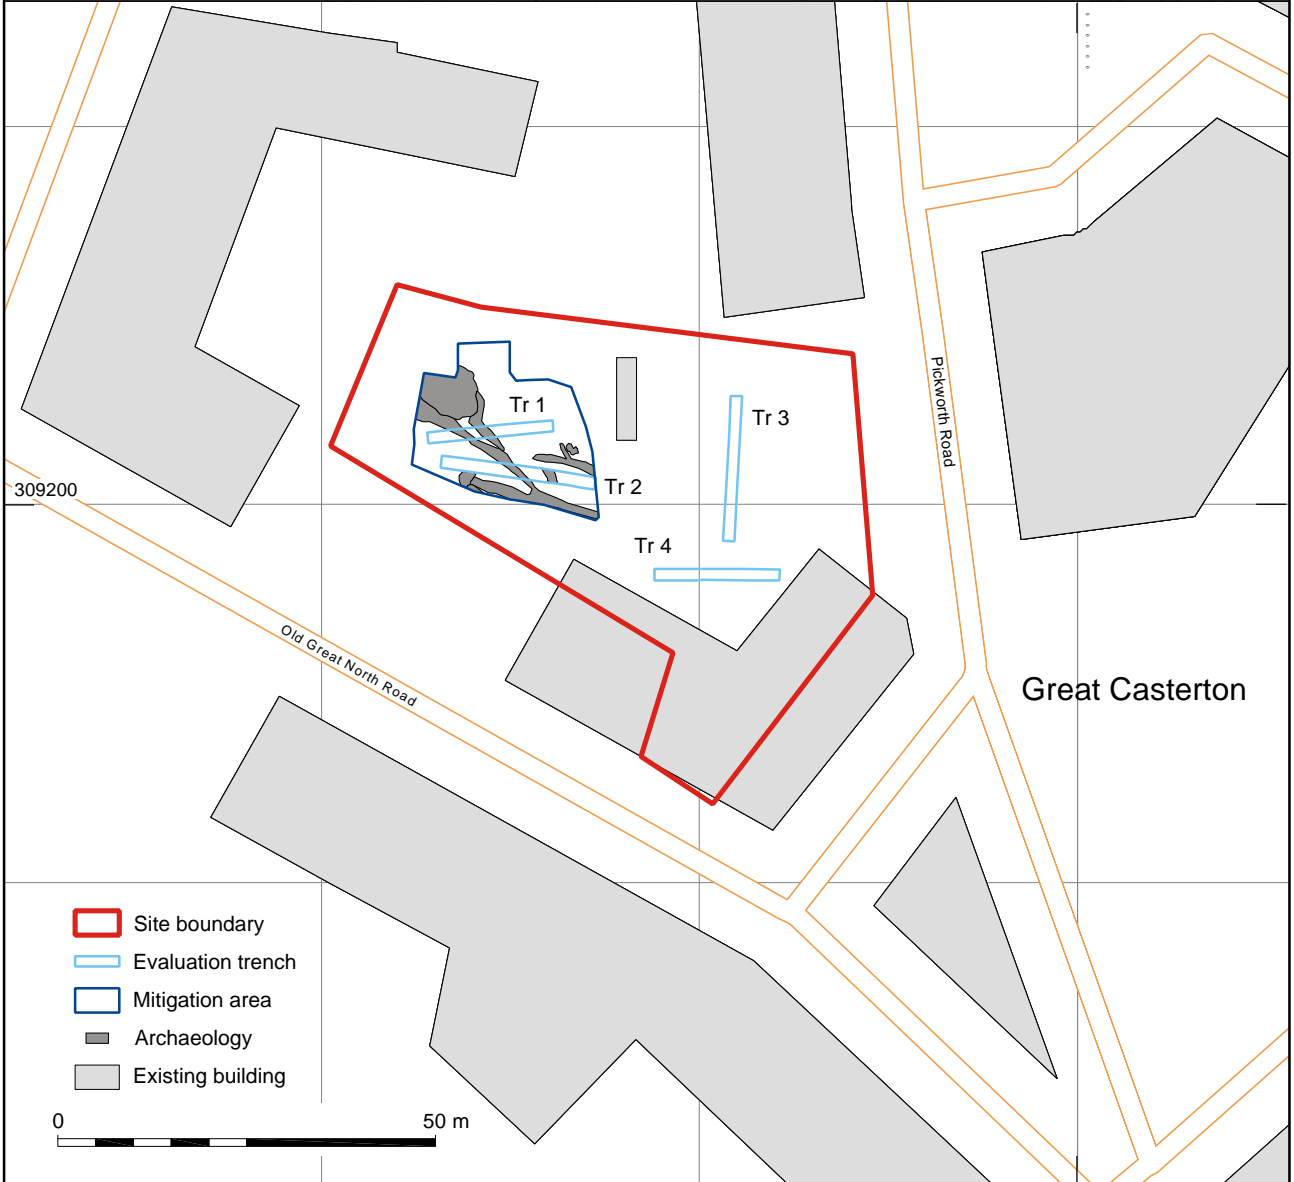 Tr 1
Tr 3
Pickworth Road
Tr 2
309200
Tr 4
Old Great North Road
Great Casterton
Site boundary
Evaluation trench
Mitigation area
Archaeology
Existing building
0 50 m